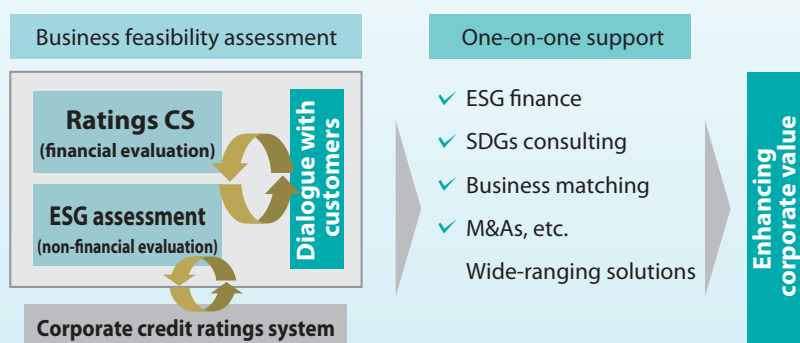 Business feasibility assessment
Ratings CS
(financial evaluation)
ESG assessment
(non-financial evaluation)
Dialogue with
customers
Corporate credit ratings system
One-on-one support
ESG finance
SDGs consulting
Business matching
M&As, etc.
Wide-ranging solutions
Enhancing
corporate value